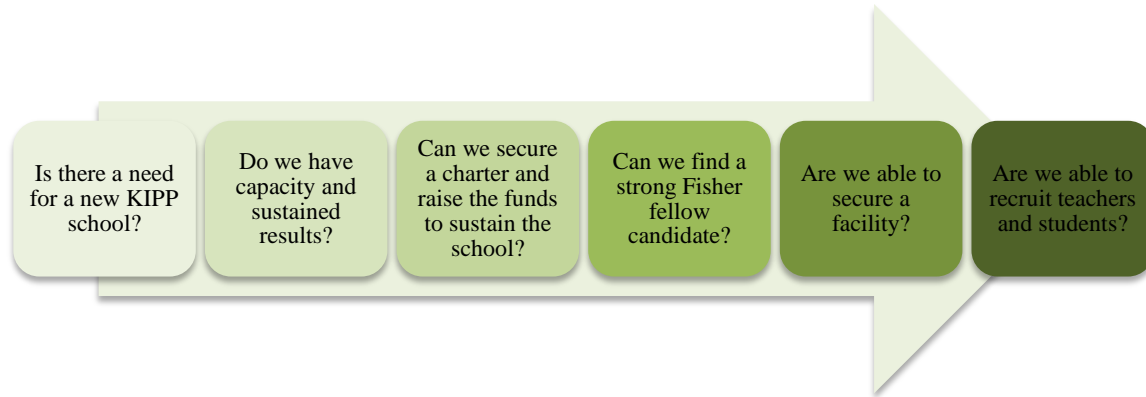 Is there a need
for a new KIPP
school?
Do we have
capacity and
sustained
results?
Can we secure
a charter and
raise the funds
to sustain the
school?
Can we find a
strong Fisher
fellow
candidate?
Are we able to
secure a
facility?
Are we able to
recruit teachers
and students?